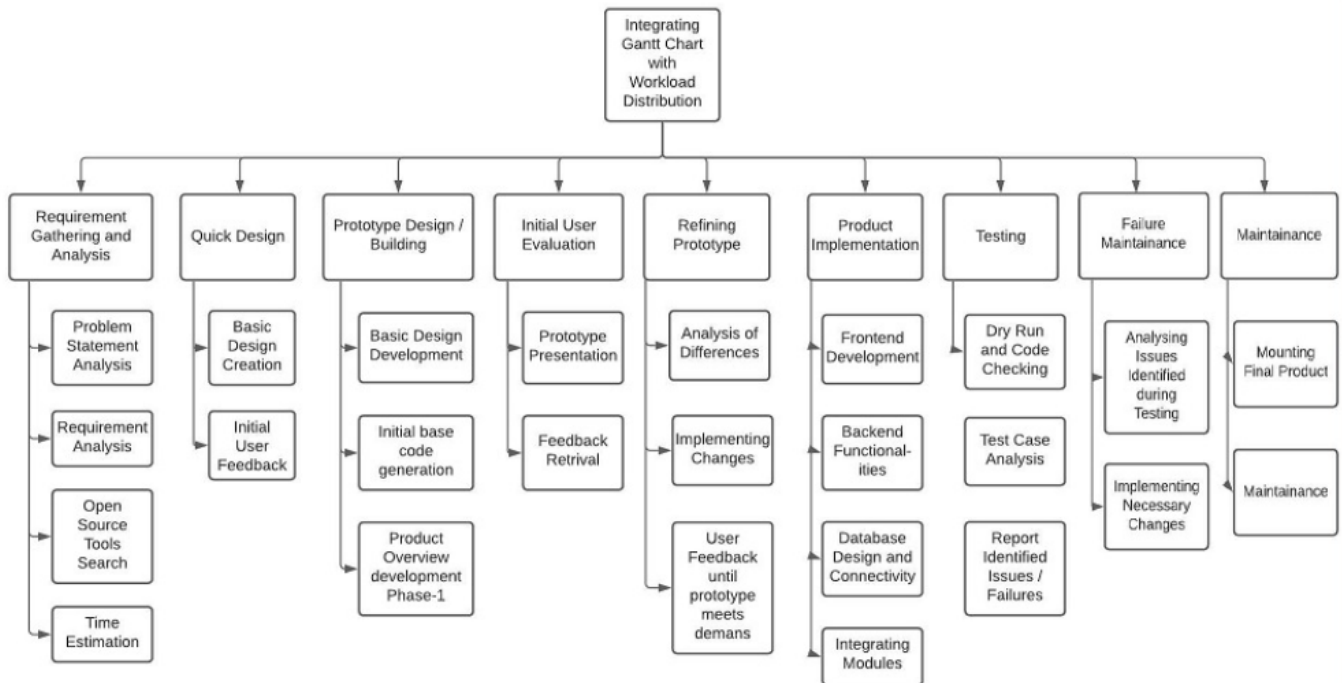 Integrating
Gantt Chart
with
Workload
Distribution
Requirement
Gathering and
Analysis
Quick Design
Prototype Design /
Building
Initial User
Evaluation
Refining
Prototype
Product
Implementation
Testing
Failure
Maintainance
Maintainance
Problem
Statement
Analysis
Requirement
Analysis
Open
Source
Tools
Search
Time
Estimation
Basic
Design
Creation
Initial
User
Feedback
Basic Design
Development
Initial base
code
generation
Product
Overview
development
Phase-1
Prototype
Presentation
Feedback
Retrival
Analysis of
Differences
Implementing
Changes
User
Feedback
until
prototype
meets
demans
Frontend
Development
Backend
Functional-
ities
Database
Design and
Connectivity
Integrating
Modules
Dry Run
and Code
Checking
Test Case
Analysis
Report
Identified
Issues /
Failures
Analysing
Issues
Identified
during
Testing
Implementing
Necessary
Changes
Mounting
Final Product
Maintainance